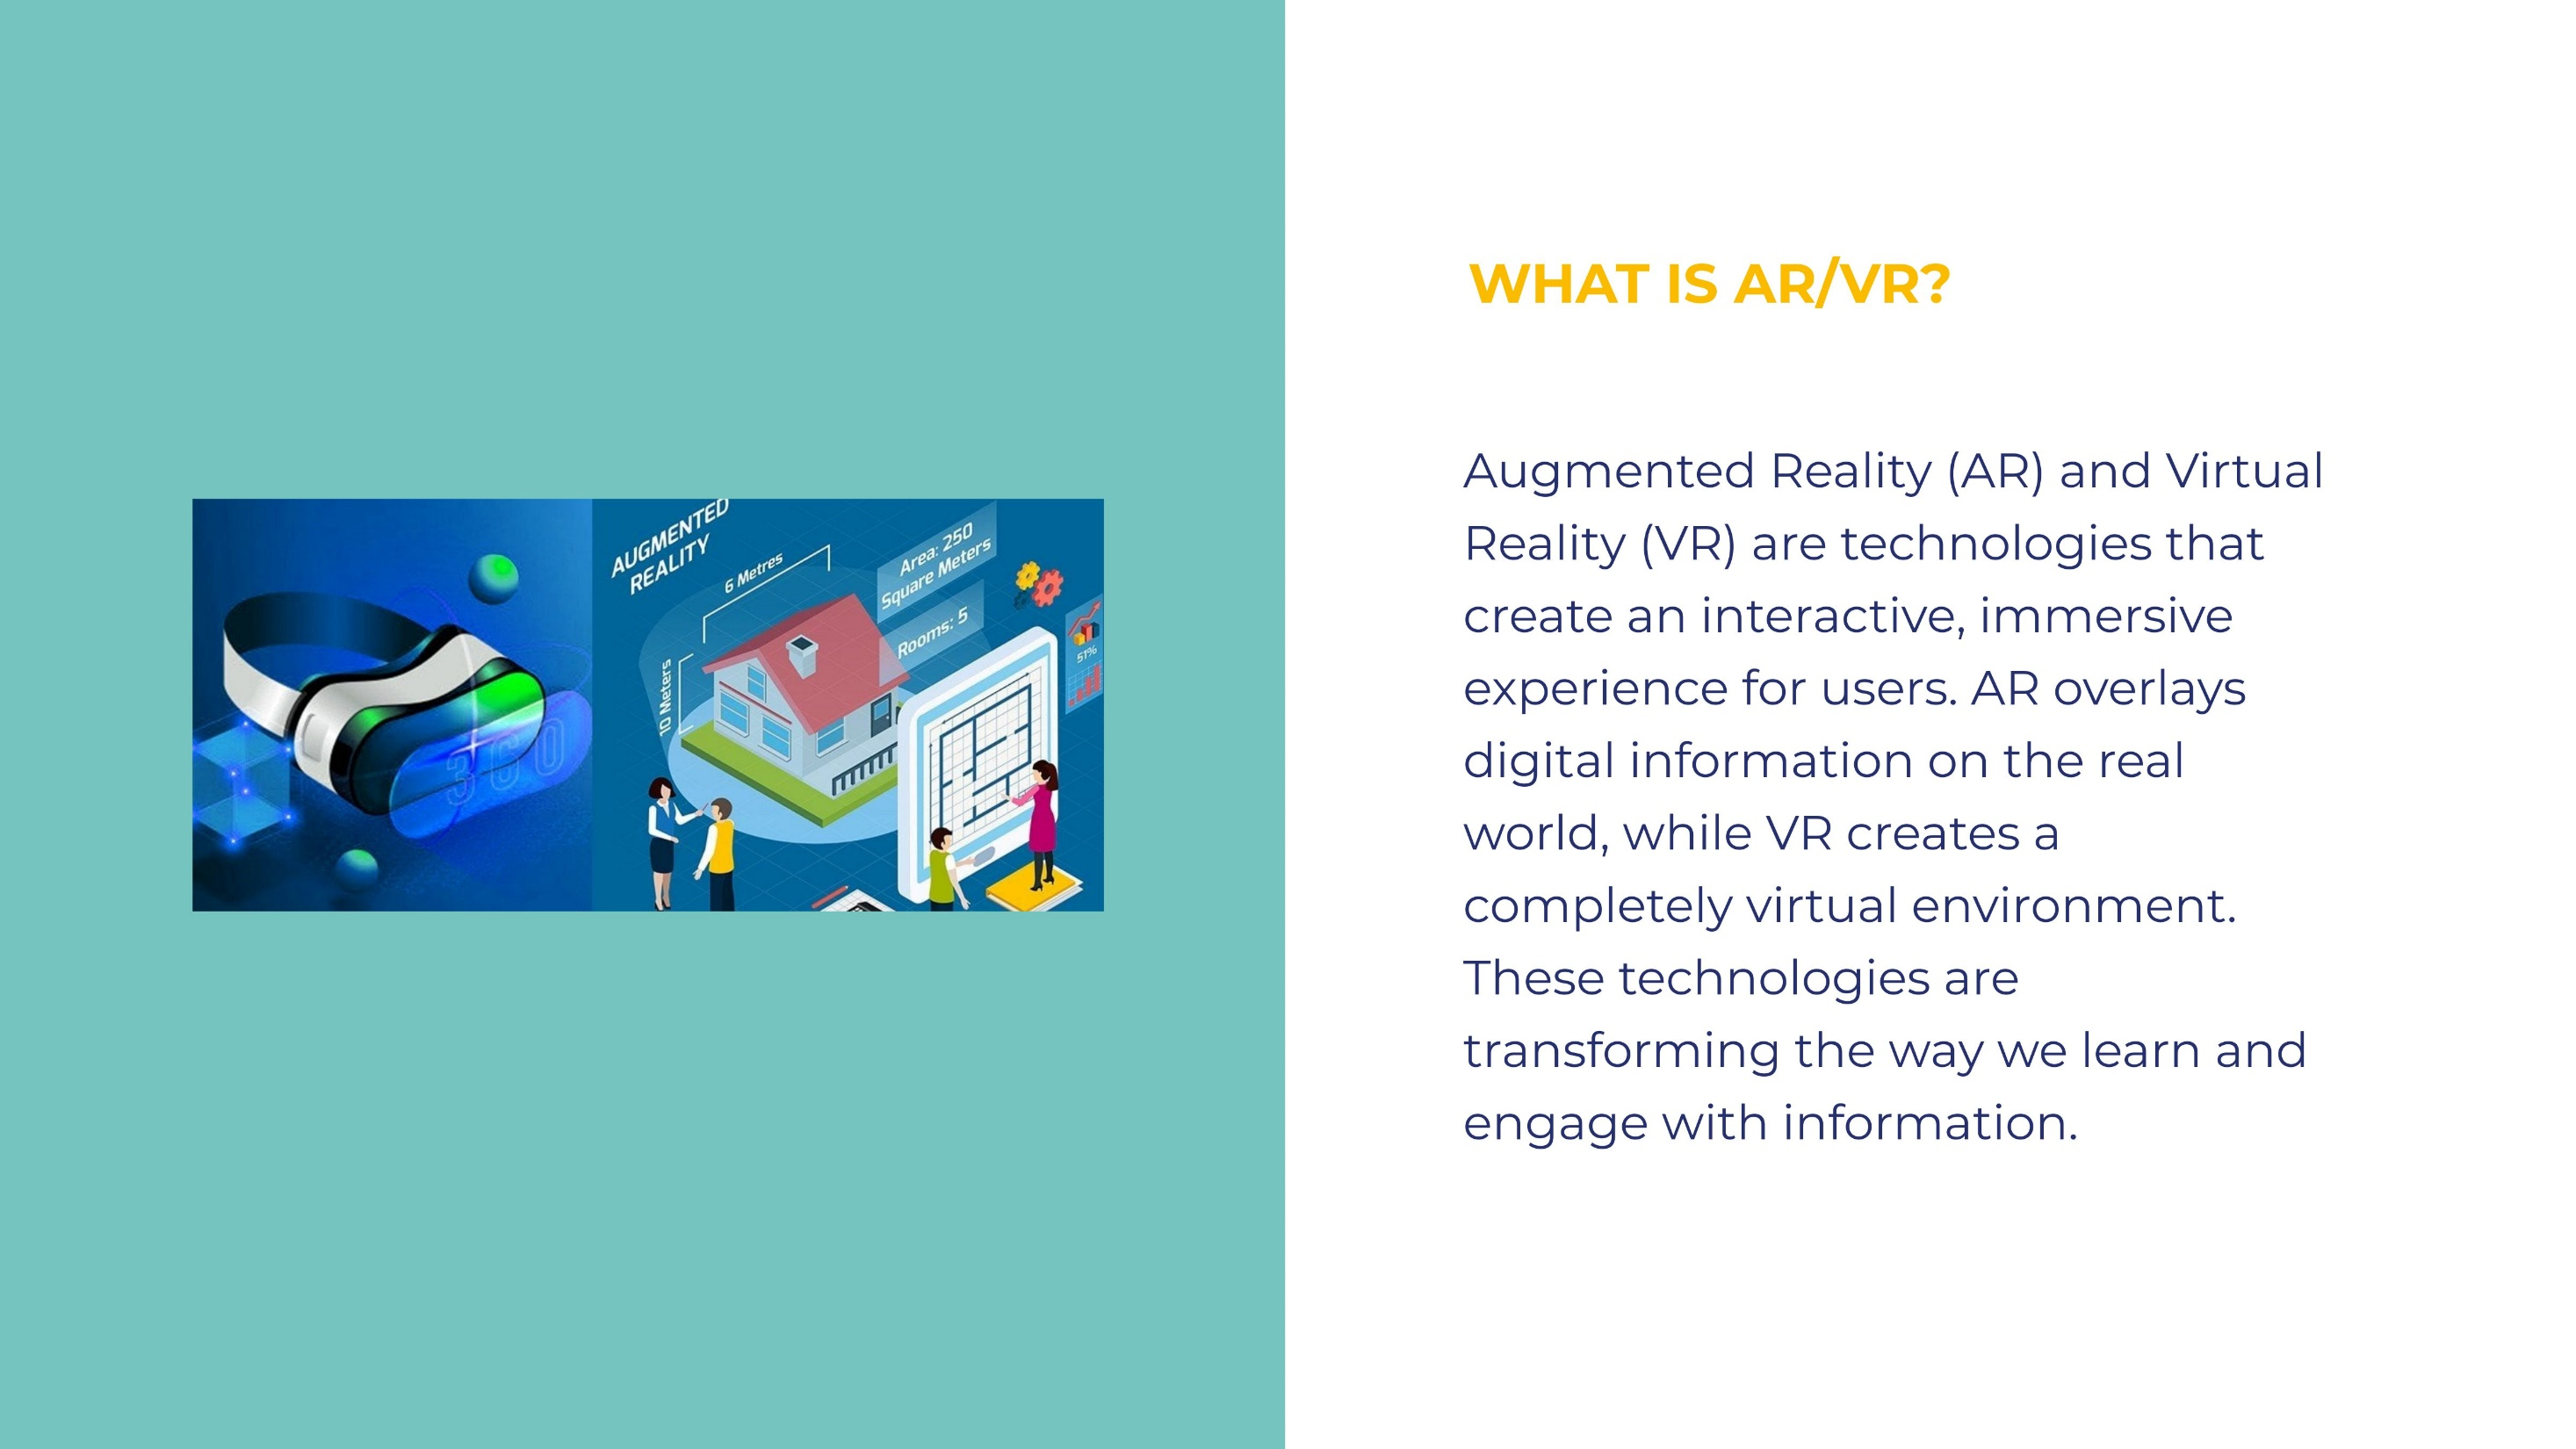 AUGMENTED
REALITY
6 Metres
10 Meters
Area: 250
Square Meters
Rooms: 5
51%
360
WHAT IS AR/VR?
Augmented Reality (AR) and Virtual
Reality (VR) are technologies that
create an interactive, immersive
experience for users. AR overlays
digital information on the real
world, while VR creates a
completely virtual environment.
These technologies are
transforming the way we learn and
engage with information.